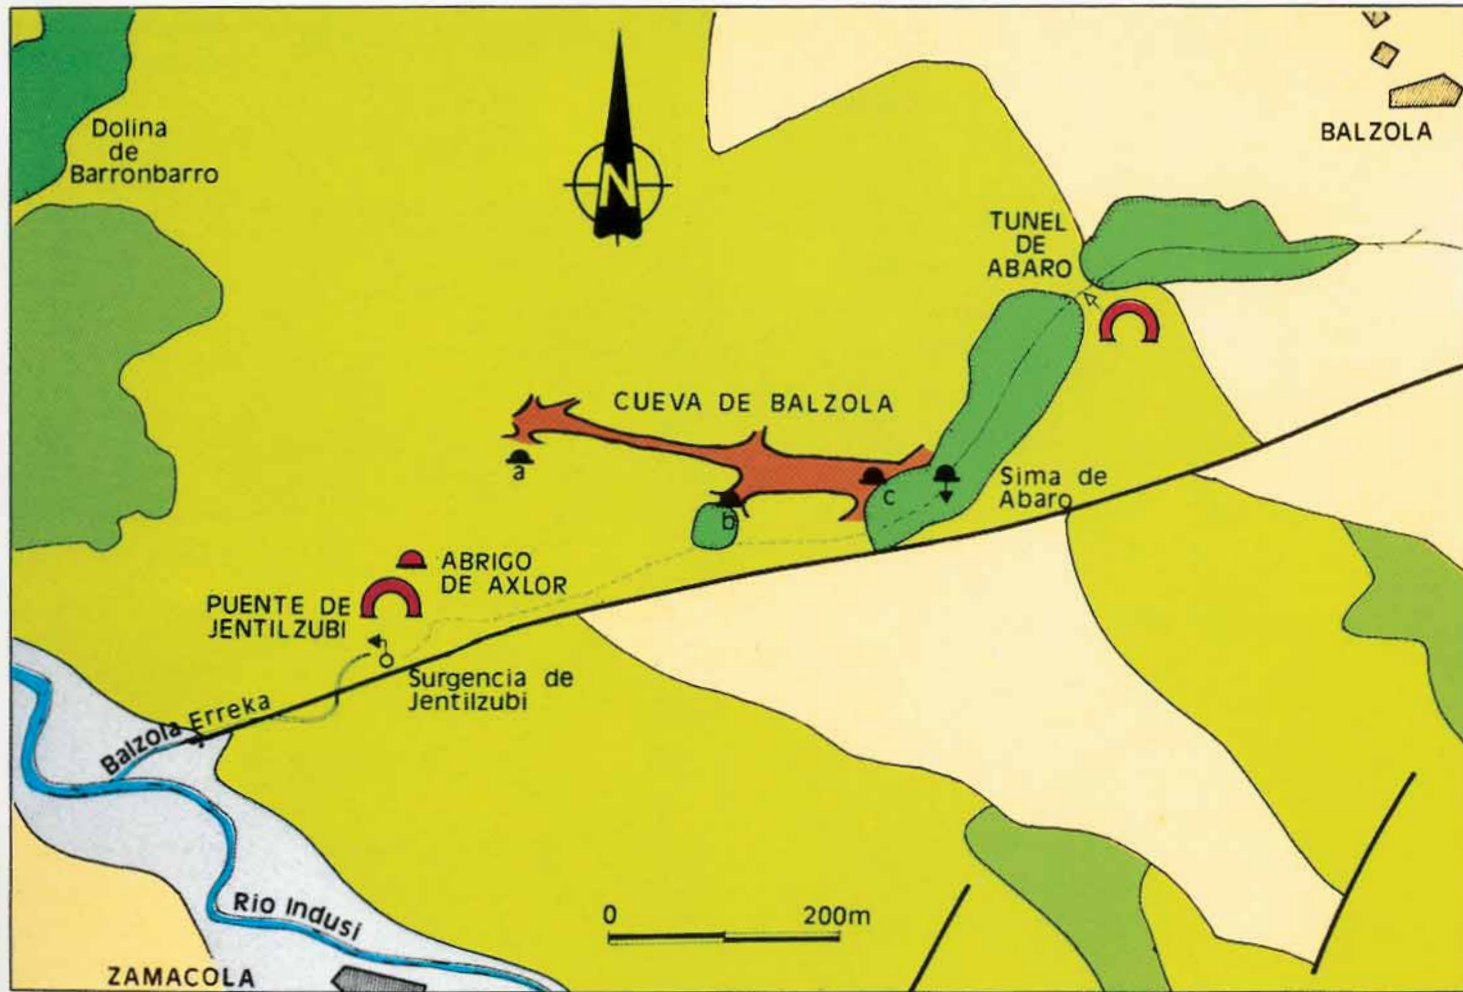 Dolina
de
Barronbarro
N
BALZOLA
TUNEL
DE
ABARO
CUEVA DE BALZOLA
a
b
c
Sima de
Abaro
ABRIGO
DE AXLOR
PUENTE DE
JENTILZUBI
Surgencia de
Jentilzubi
Balzola Erreka
Rio Indusi
0 200m
ZAMACOLA